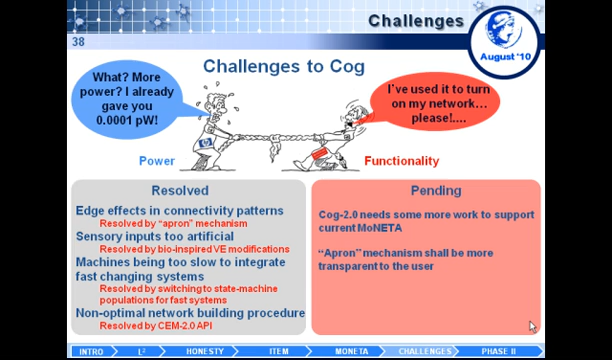 Challenges
38
August '10
Challenges to Cog
What? More
power? I already
gave you
0.0001 pW!
I've used it to turn
on my network…
please!....
hp
Power
Functionality
Resolved
Edge effects in connectivity patterns
Resolved by "apron" mechanism
Sensory inputs too artificial
Resolved by bio-inspired VE modifications
Machines being too slow to integrate
fast changing systems
Resolved by switching to state-machine
populations for fast systems
Non-optimal network building procedure
Resolved by CEM-2.0 API
Pending
Cog-2.0 needs some more work to support
current MoNETA
"Apron" mechanism shall be more
transparent to the user
INTRO
L²
HONESTY
ITEM
MONETA
CHALLENGES
PHASE II